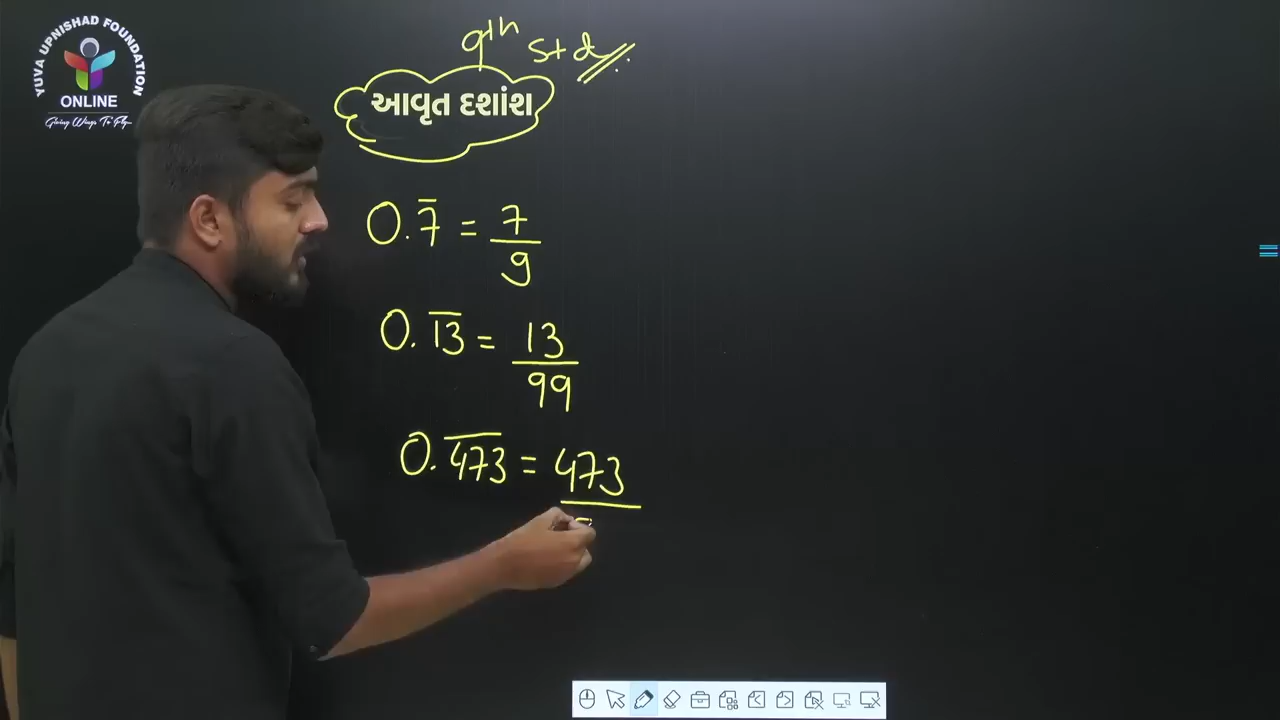 YUVA UPNISHAD FOUNDATION
ONLINE
Giving Wings To Fly...
9th Std
આવૃત દશાંશ
0.7̅ = 7/9
0.1̅3̅ = 13/99
0.4̅7̅3̅ = 473